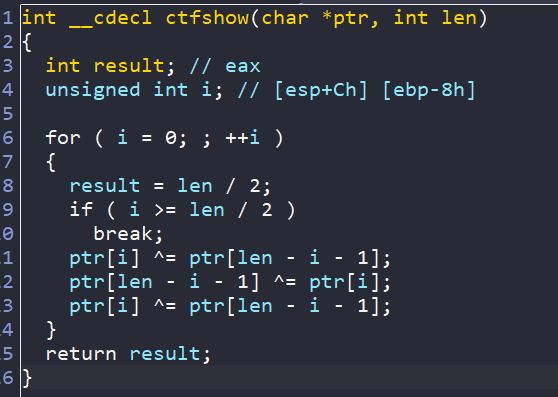 1 int __cdecl ctfshow(char *ptr, int len)
2 {
3   int result; // eax
4   unsigned int i; // [esp+Ch] [ebp-8h]
5
6   for ( i = 0; ; ++i )
7   {
8     result = len / 2;
9     if ( i >= len / 2 )
0       break;
1     ptr[i] ^= ptr[len - i - 1];
2     ptr[len - i - 1] ^= ptr[i];
3     ptr[i] ^= ptr[len - i - 1];
4   }
5   return result;
6 }